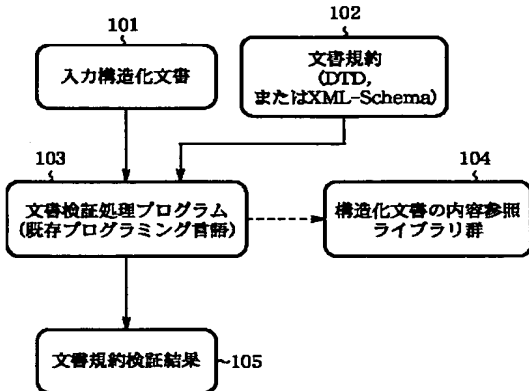 101
入力構造化文書
102
文書規約
(DTD,
またはXML-Schema)
103
文書検証処理プログラム
(既存プログラミング言語)
104
構造化文書の内容参照
ライブラリ群
文書規約検証結果
105